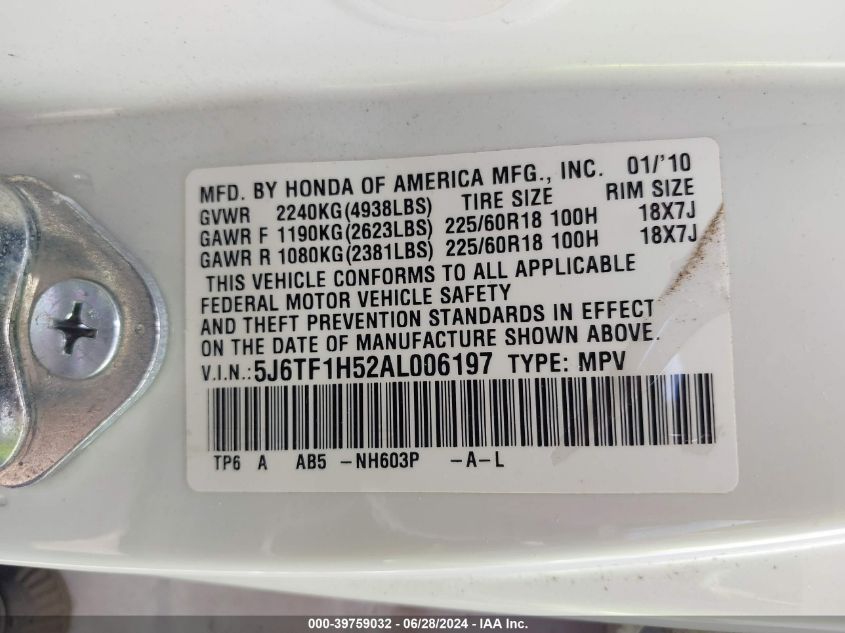 MFD. BY HONDA OF AMERICA MFG., INC. 01/'10
GVWR 2240KG(4938LBS) TIRE SIZE RIM SIZE
GAWR F 1190KG(2623LBS) 225/60R18 100H 18X7J
GAWR R 1080KG(2381LBS) 225/60R18 100H 18X7J
THIS VEHICLE CONFORMS TO ALL APPLICABLE
FEDERAL MOTOR VEHICLE SAFETY
AND THEFT PREVENTION STANDARDS IN EFFECT
ON THE DATE OF MANUFACTURE SHOWN ABOVE.
V.I.N.: 5J6TF1H52AL006197 TYPE: MPV
TP6 A AB5 -NH603P -A-L
000-39759032 - 06/28/2024 - IAA Inc.